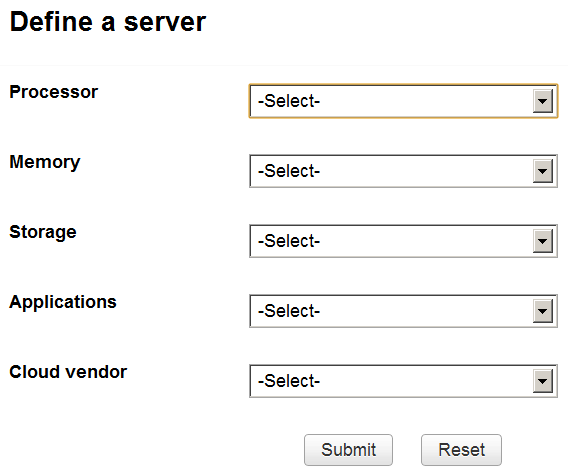 Define a server
Processor -Select-
Memory -Select-
Storage -Select-
Applications -Select-
Cloud vendor -Select-
Submit Reset